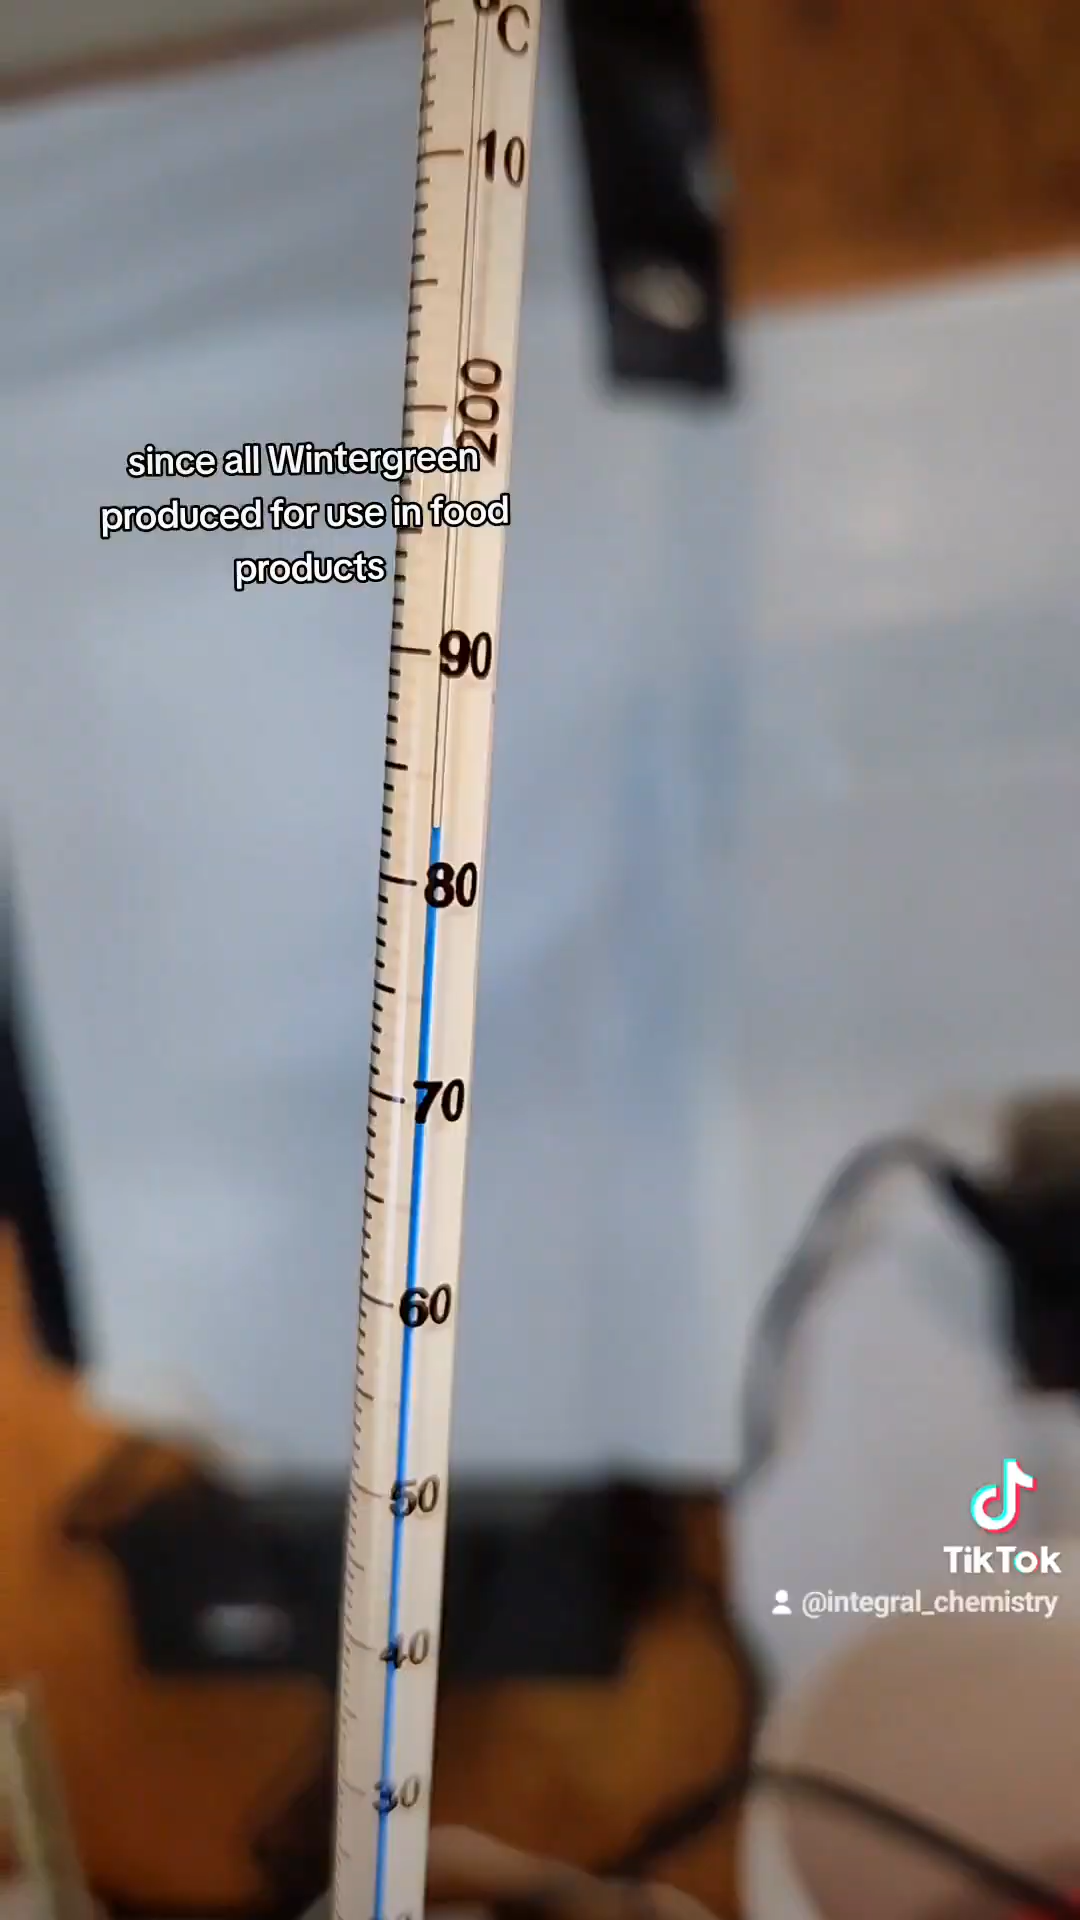 °C
10
200
since all Wintergreen
produced for use in food
products
90
80
70
60
50
40
30
TikTok
@integral_chemistry